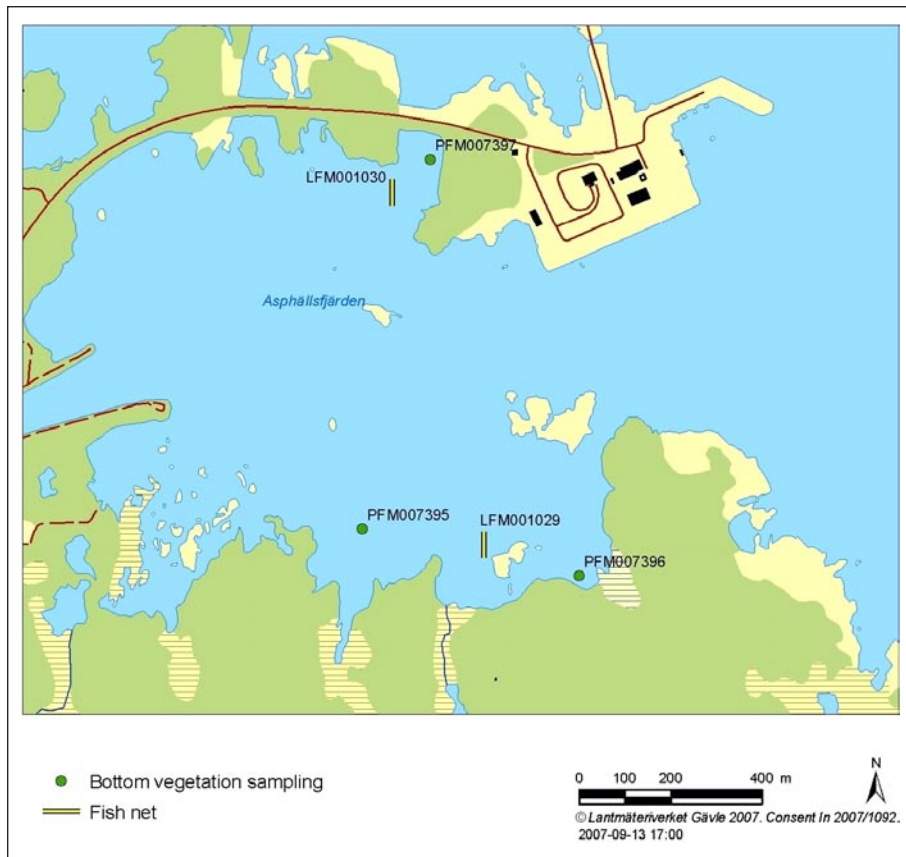 PFM007397
LFM001030
Asphällsfjärden
PFM007395
LFM001029
PFM007396
Bottom vegetation sampling
Fish net
0 100 200 400 m
N
© Lantmäteriverket Gävle 2007. Consent In 2007/1092.
2007-09-13 17:00